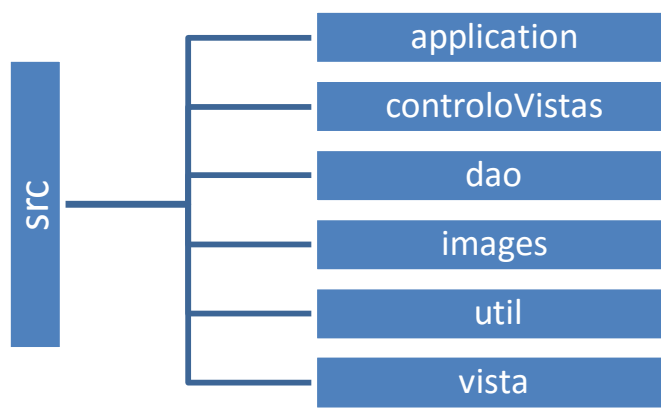 src
application
controloVistas
dao
images
util
vista